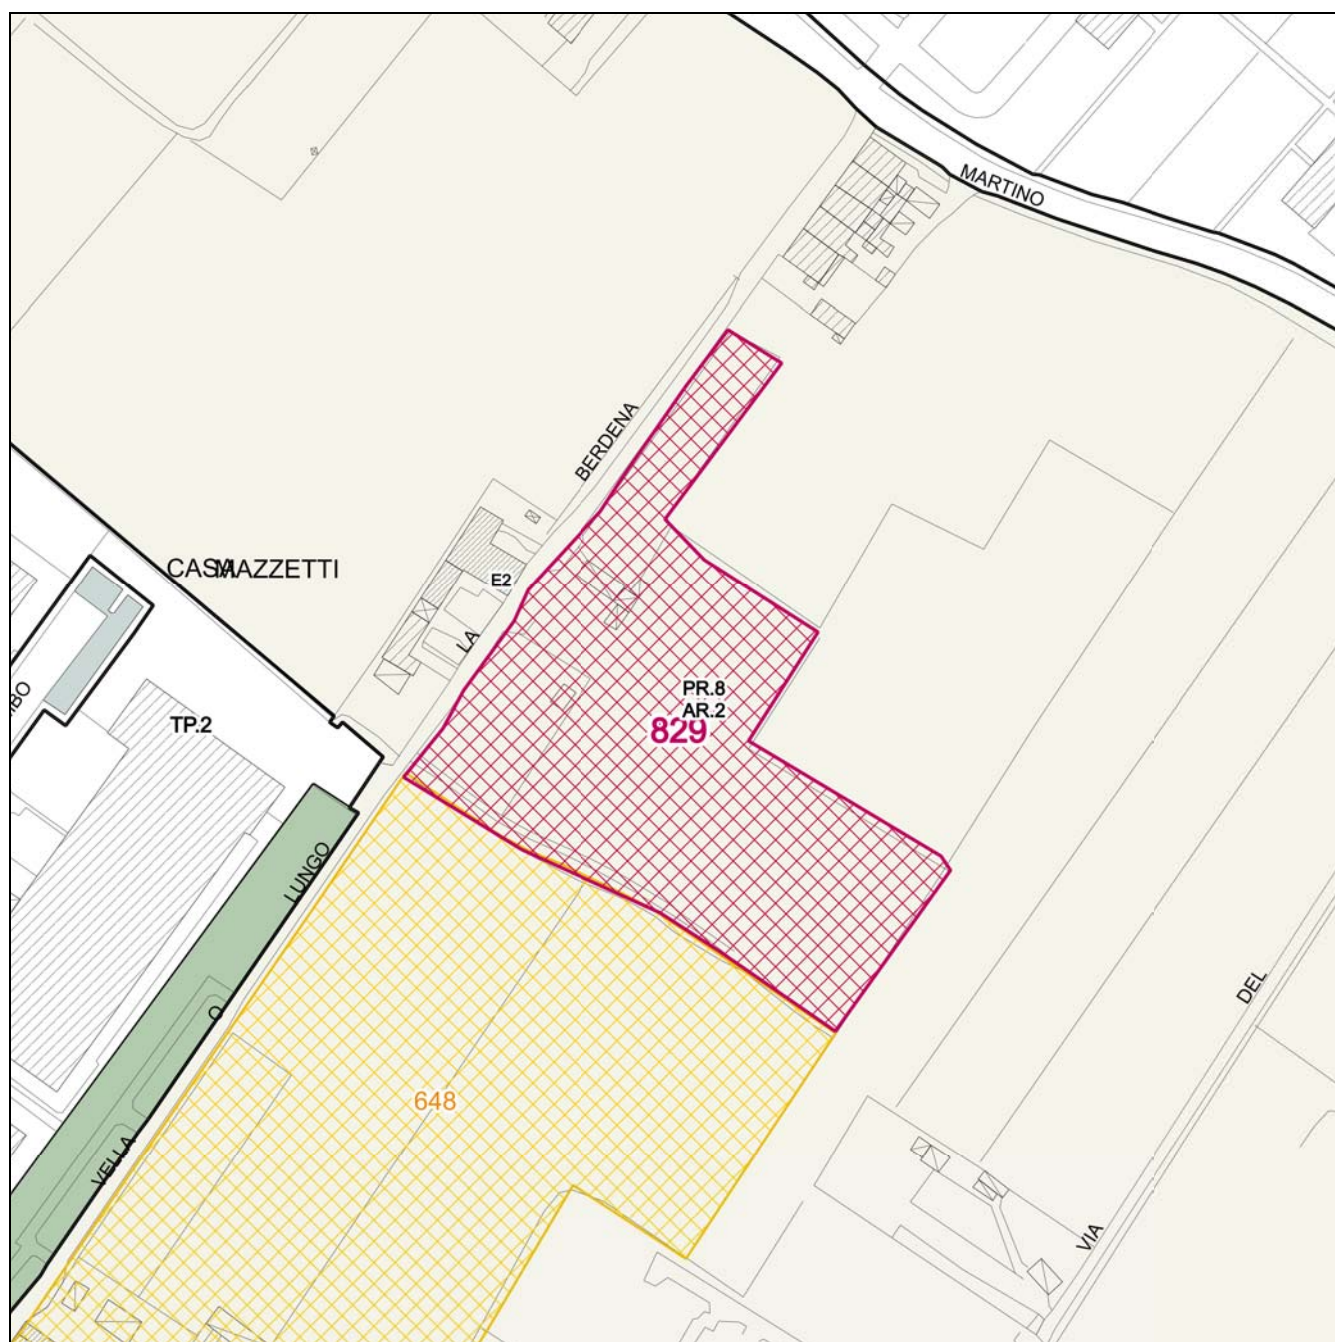 MARTINO
BERDENA
CASA MAZZETTI
E2
LA
PR.8
AR.2
829
TP.2
LUNGO
DEL
O
648
VELLA
VIA